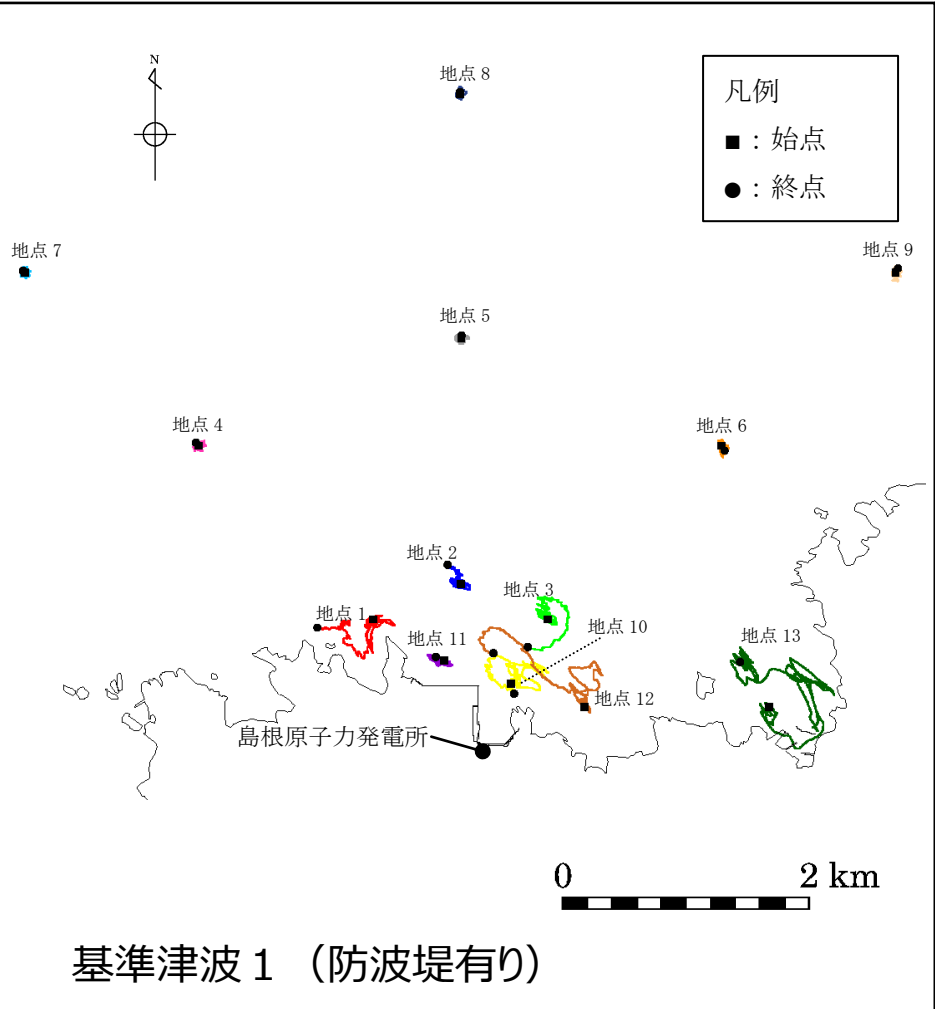 N
地点 8
凡例
■：始点
●：終点
地点 7
地点 9
地点 5
地点 4
地点 6
地点 2
地点 3
地点 1
地点 10
地点 11
地点 13
地点 12
島根原子力発電所
0 2 km
基準津波１（防波堤有り）